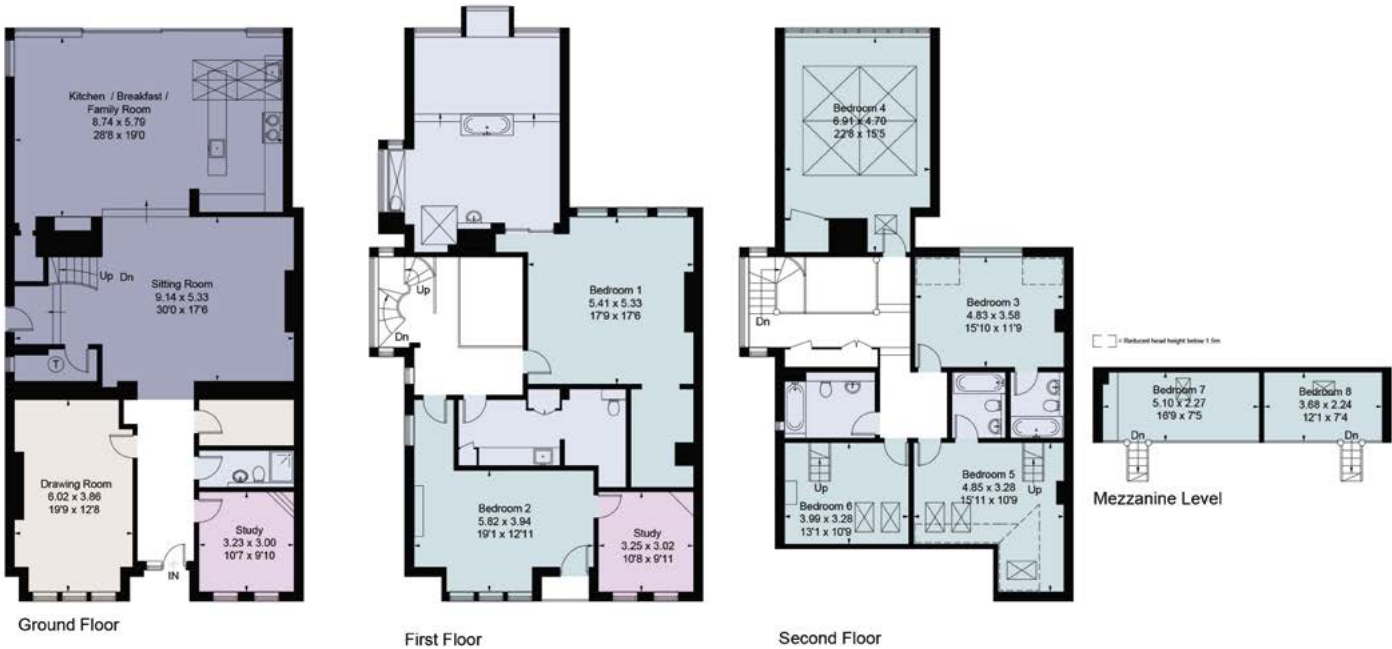 Kitchen / Breakfast /
Family Room
8.74 x 5.79
28'8 x 19'0
Up Dn
Sitting Room
9.14 x 5.33
30'0 x 17'6
T
Drawing Room
6.02 x 3.86
19'9 x 12'8
Study
3.23 x 3.00
10'7 x 9'10
IN
Ground Floor
Up
Dn
Bedroom 1
5.41 x 5.33
17'9 x 17'6
Bedroom 2
5.82 x 3.94
19'1 x 12'11
Study
3.25 x 3.02
10'8 x 9'11
First Floor
Bedroom 4
6.91 x 4.70
22'8 x 15'5
Dn
Bedroom 3
4.83 x 3.58
15'10 x 11'9
Up
Bedroom 6
3.99 x 3.28
13'1 x 10'9
Bedroom 5
4.85 x 3.28
15'11 x 10'9
Up
Second Floor
= Reduced head height below 1.5m
Bedroom 7
5.10 x 2.27
16'9 x 7'5
Bedroom 8
3.68 x 2.24
12'1 x 7'4
Dn
Dn
Mezzanine Level